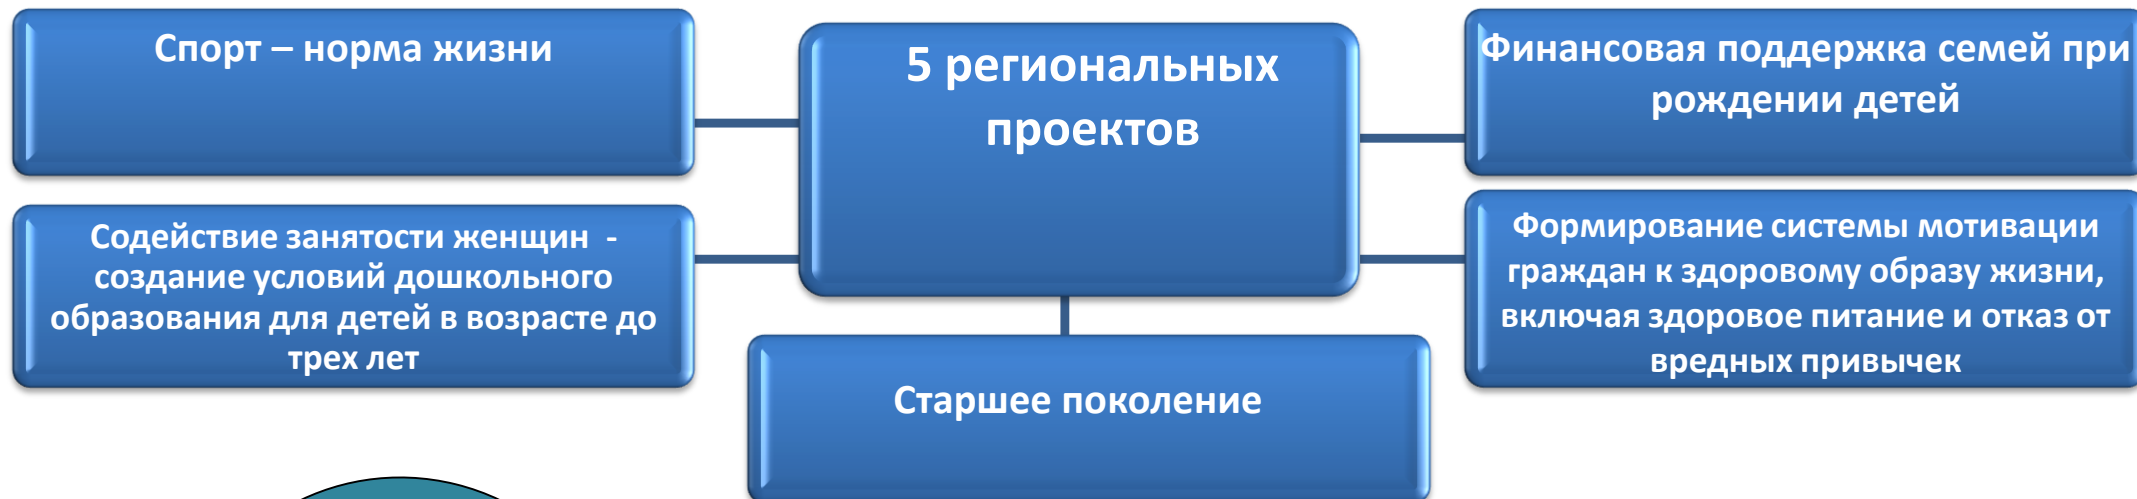 Спорт – норма жизни
5 региональных
проектов
Финансовая поддержка семей при
рождении детей
Содействие занятости женщин -
создание условий дошкольного
образования для детей в возрасте до
трех лет
Формирование системы мотивации
граждан к здоровому образу жизни,
включая здоровое питание и отказ от
вредных привычек
Старшее поколение